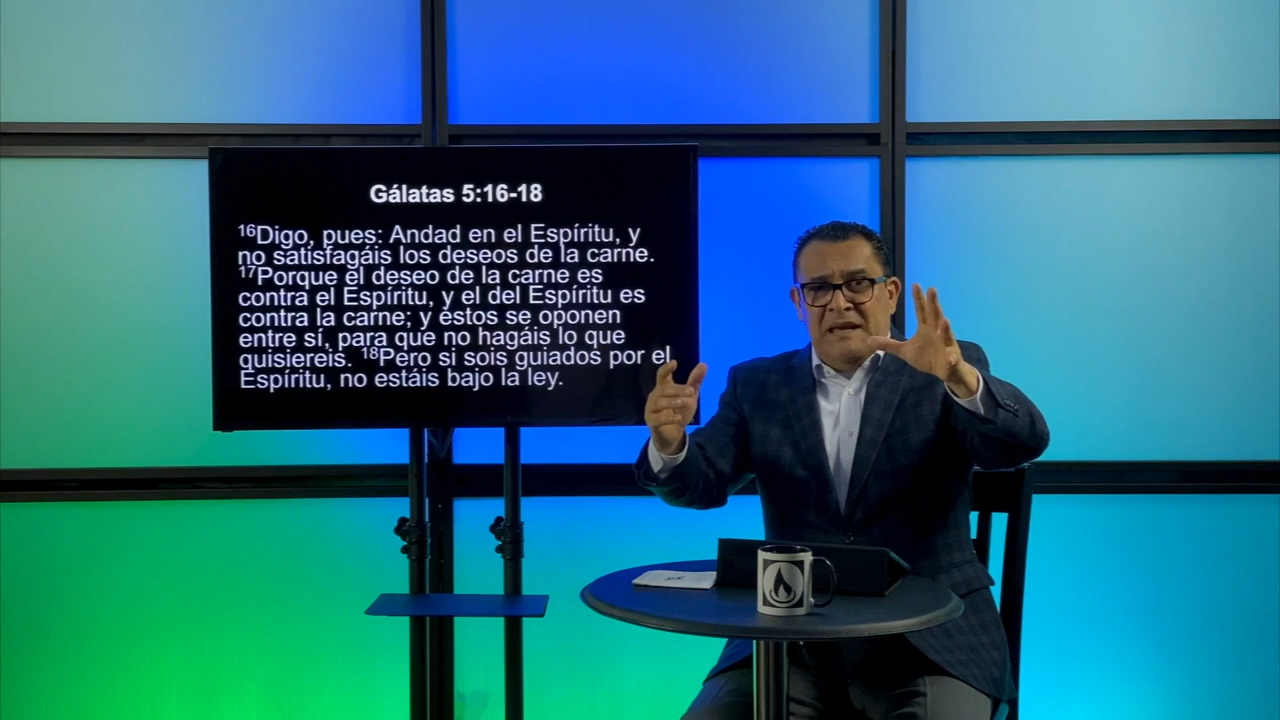 Gálatas 5:16-18
¹⁶Digo, pues: Andad en el Espíritu, y
no satisfagáis los deseos de la carne.
¹⁷Porque el deseo de la carne es
contra el Espíritu, y el del Espíritu es
contra la carne; y éstos se oponen
entre sí, para que no hagáis lo que
quisiereis. ¹⁸Pero si sois guiados por el
Espíritu, no estáis bajo la ley.